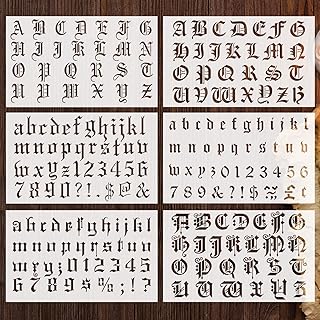 A B C D E F G
H I J K L M N
O P Q R S T
U V W X Y Z
A B C D E F G
H I J K L M N
O P Q R S T
U V W X Y Z
a b c d e f g h i j k l
m n o p q r s t u v
w x y z 1 2 3 4 5 6
7 8 9 0 ? ! . $ @ &
a b c d e f g h i j k l
m n o p q r s t u v
w x y z 0 1 2 3 4 5 6
7 8 9 & ? ! $
a b c d e f g h i j k l
m n o p q r s t u v
w x y z 0 1 2 3 4 5
6 7 8 9 $ % ; ! ?
A B C D E F G
H I J K L M N
O P Q R S T
U V W X Y Z